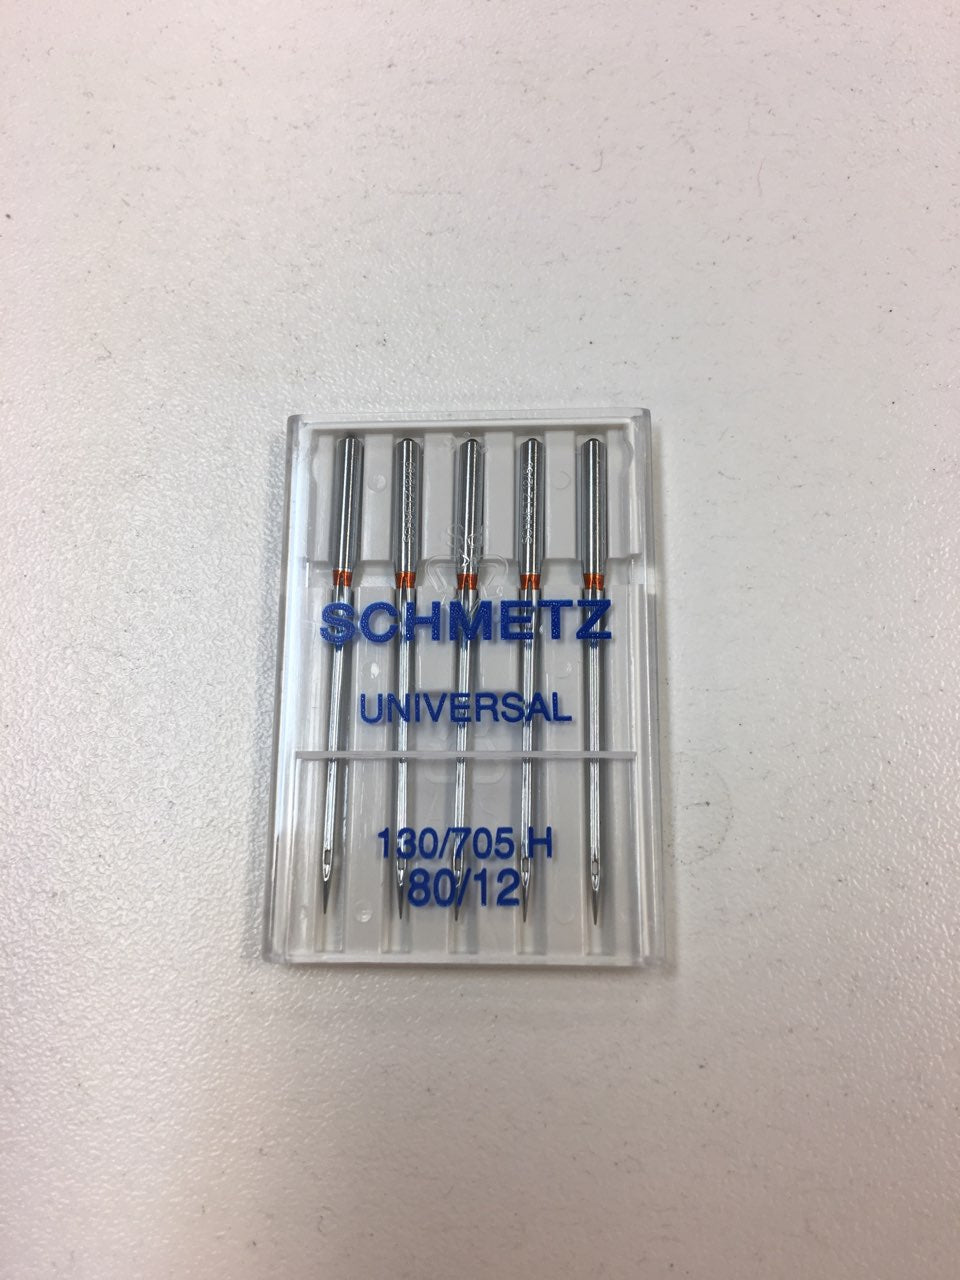 SCHMETZ
UNIVERSAL
130/705 H
80/12